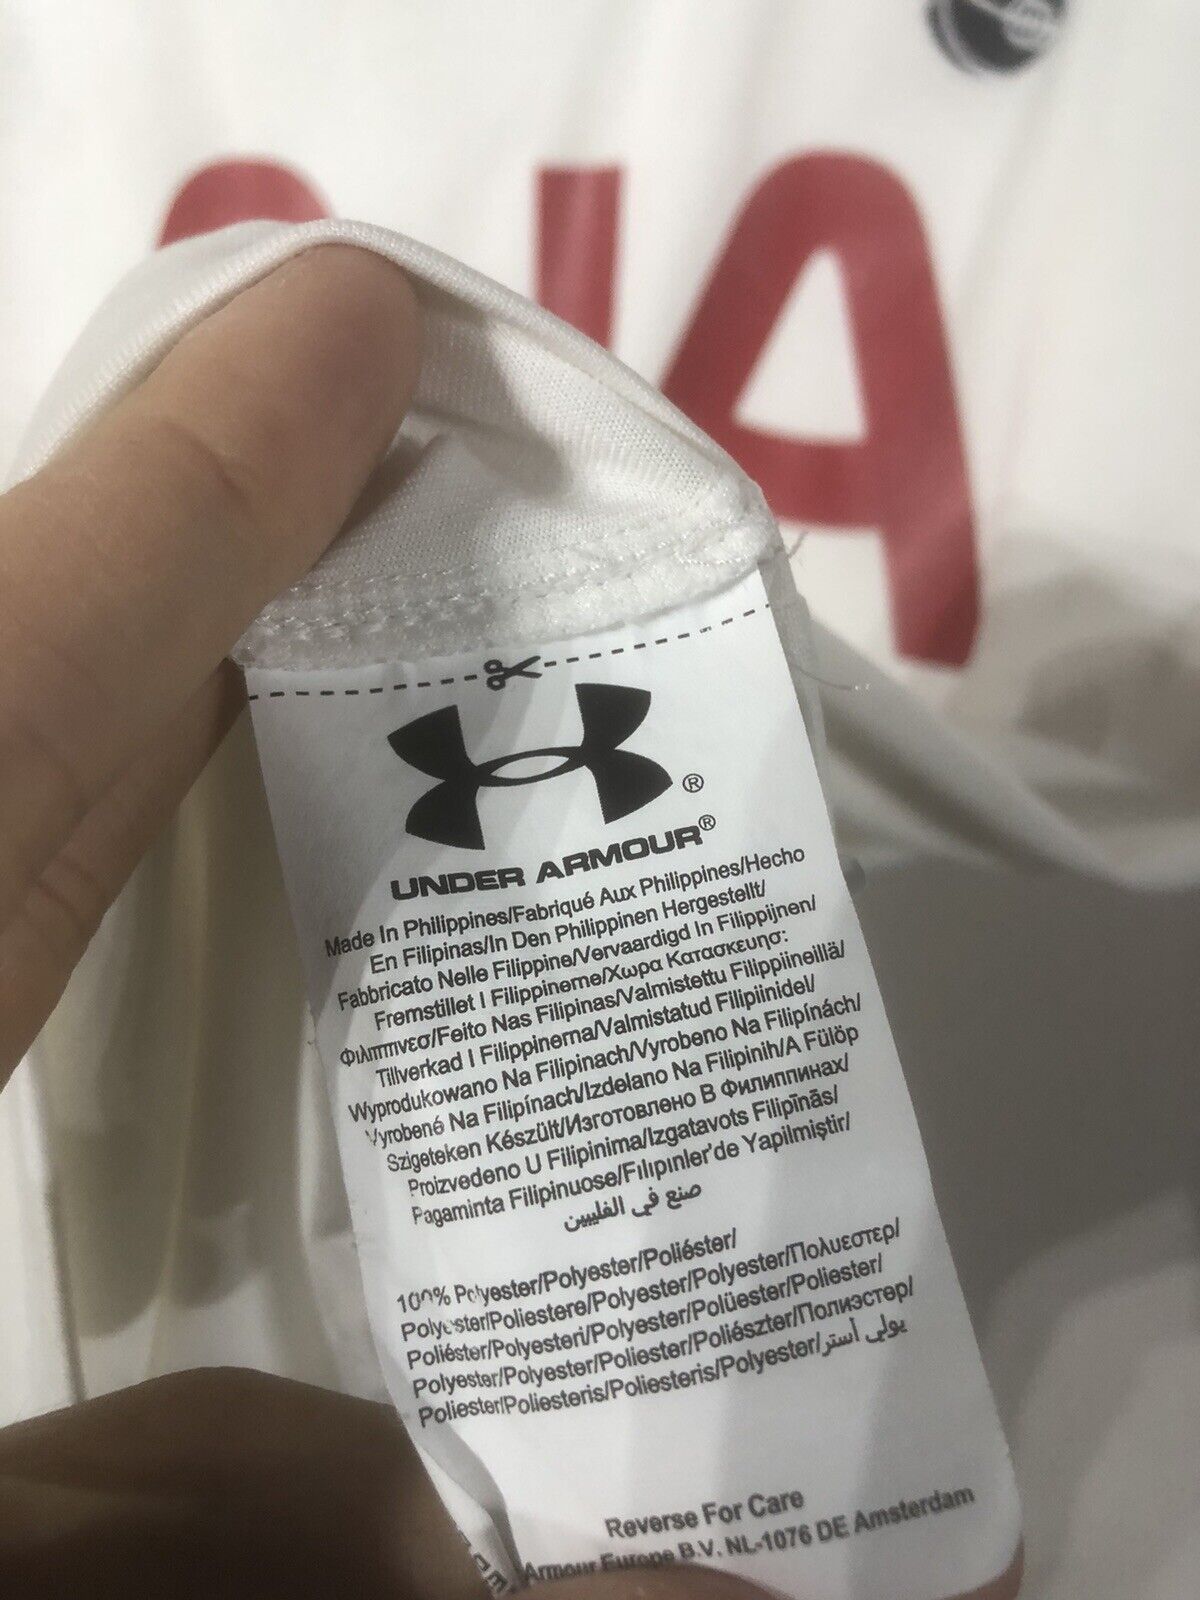 AIA
®
UNDER ARMOUR®
Made In Philippines/Fabriqué Aux Philippines/Hecho
En Filipinas/In Den Philippinen Hergestellt/
Fabbricato Nelle Filippine/Vervaardigd In Filippijnen/
Fremstillet I Filippinerne/Χωρα Κατασκευησ:
Φιλιππινεσ/Feito Nas Filipinas/Valmistettu Filippiineillä/
Tillverkad I Filippinerna/Valmistatud Filipiinidel/
Wyprodukowano Na Filipinach/Vyrobeno Na Filipínách/
Vyrobené Na Filipínach/Izdelano Na Filipinih/A Fülöp
Szigeteken Készült/Изготовлено В Филиппинах/
Proizvedeno U Filipinima/Izgatavots Filipīnās/
Pagaminta Filipinuose/Filipinler'de Yapilmiştir/
صنع في الفلبين
100% Polyester/Polyester/Poliéster/
Polyester/Poliestere/Polyester/Polyester/Πολυεστερ/
Poliéster/Polyesteri/Polyester/Polüester/Poliester/
Polyester/Polyester/Poliester/Poliészter/Полиэстер/
Poliester/Poliesteris/Poliesteris/Polyester/بولي أستر
Reverse For Care
Armour Europe B.V. NL-1076 DE Amsterdam